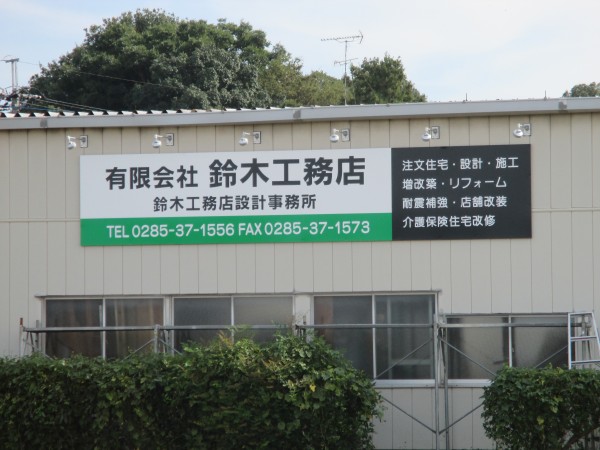 有限会社 鈴木工務店
鈴木工務店設計事務所
TEL 0285-37-1556 FAX 0285-37-1573
注文住宅・設計・施工
増改築・リフォーム
耐震補強・店舗改装
介護保険住宅改修